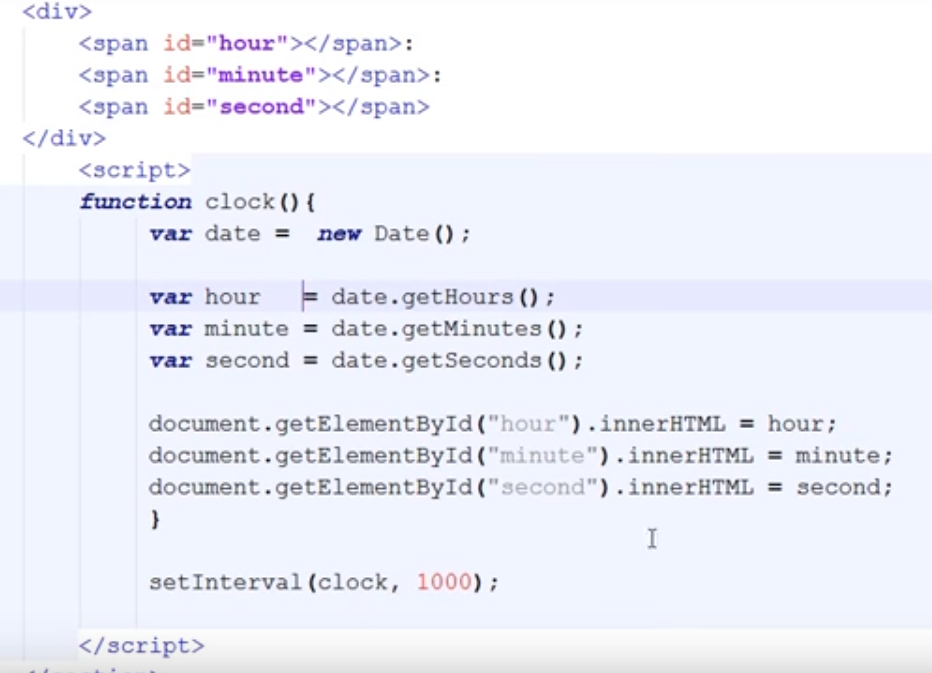 <div>
<span id="hour"></span>:
<span id="minute"></span>:
<span id="second"></span>
</div>
<script>
function clock(){
var date =  new Date();
var hour   = date.getHours();
var minute = date.getMinutes();
var second = date.getSeconds();
document.getElementById("hour").innerHTML = hour;
document.getElementById("minute").innerHTML = minute;
document.getElementById("second").innerHTML = second;
}
setInterval(clock, 1000);
</script>